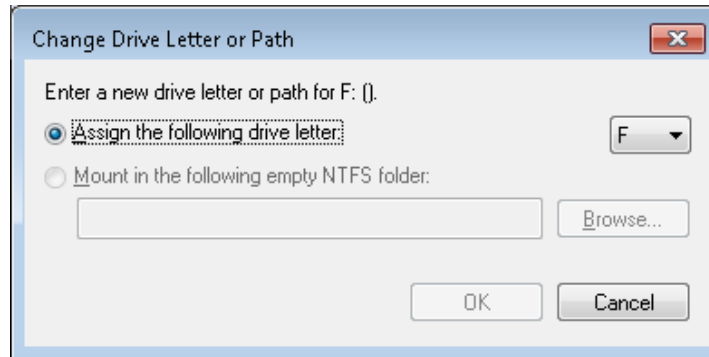 Change Drive Letter or Path
Enter a new drive letter or path for F: ().
Assign the following drive letter: F
Mount in the following empty NTFS folder:
Browse...
OK Cancel